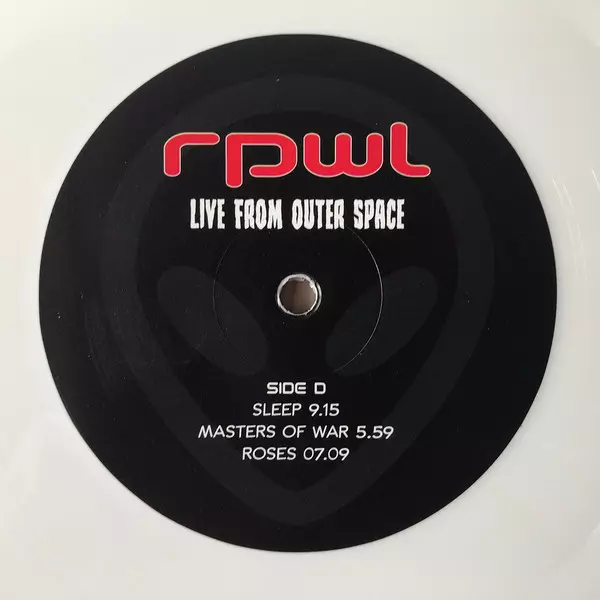 rpwl
LIVE FROM OUTER SPACE
SIDE D
SLEEP 9.15
MASTERS OF WAR 5.59
ROSES 07.09